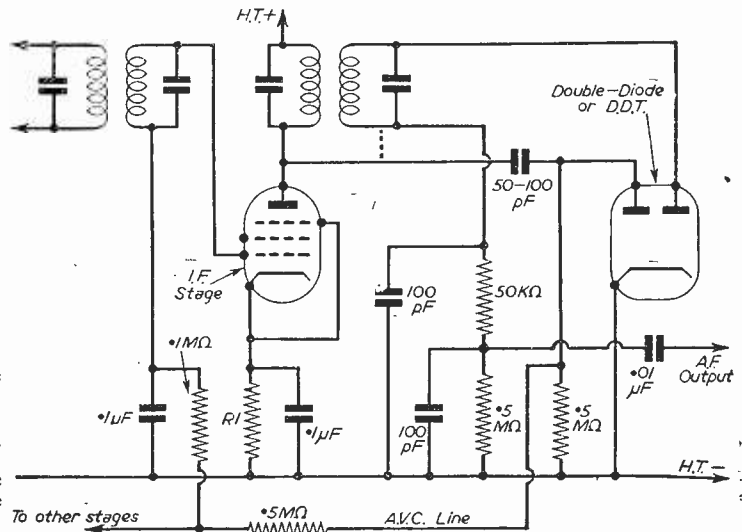 H.T.+
Double-Diode
or D.D.T.
50-100
pF
I.F.
Stage
100
pF
50KΩ
•1MΩ
•01
µF
A.F.
Output
•1µF
R1
•1µF
100
pF
•5
MΩ
•5
MΩ
H.T.-
To other stages
•5MΩ
A.V.C. Line